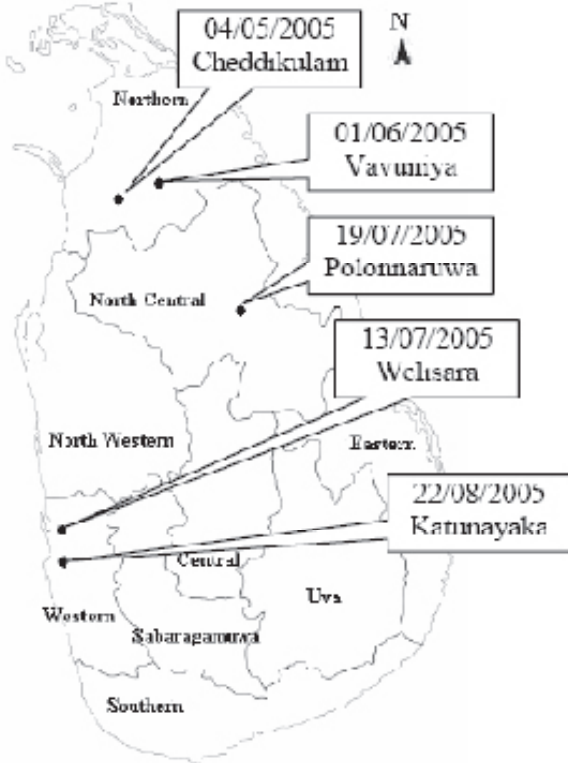 04/05/2005
Cheddikulam
N
Northern
01/06/2005
Vavuniya
19/07/2005
Polonnaruwa
North Central
13/07/2005
Welisara
North Western
Eastern
22/08/2005
Katunayaka
Central
Western
Uva
Sabaragamuwa
Southern